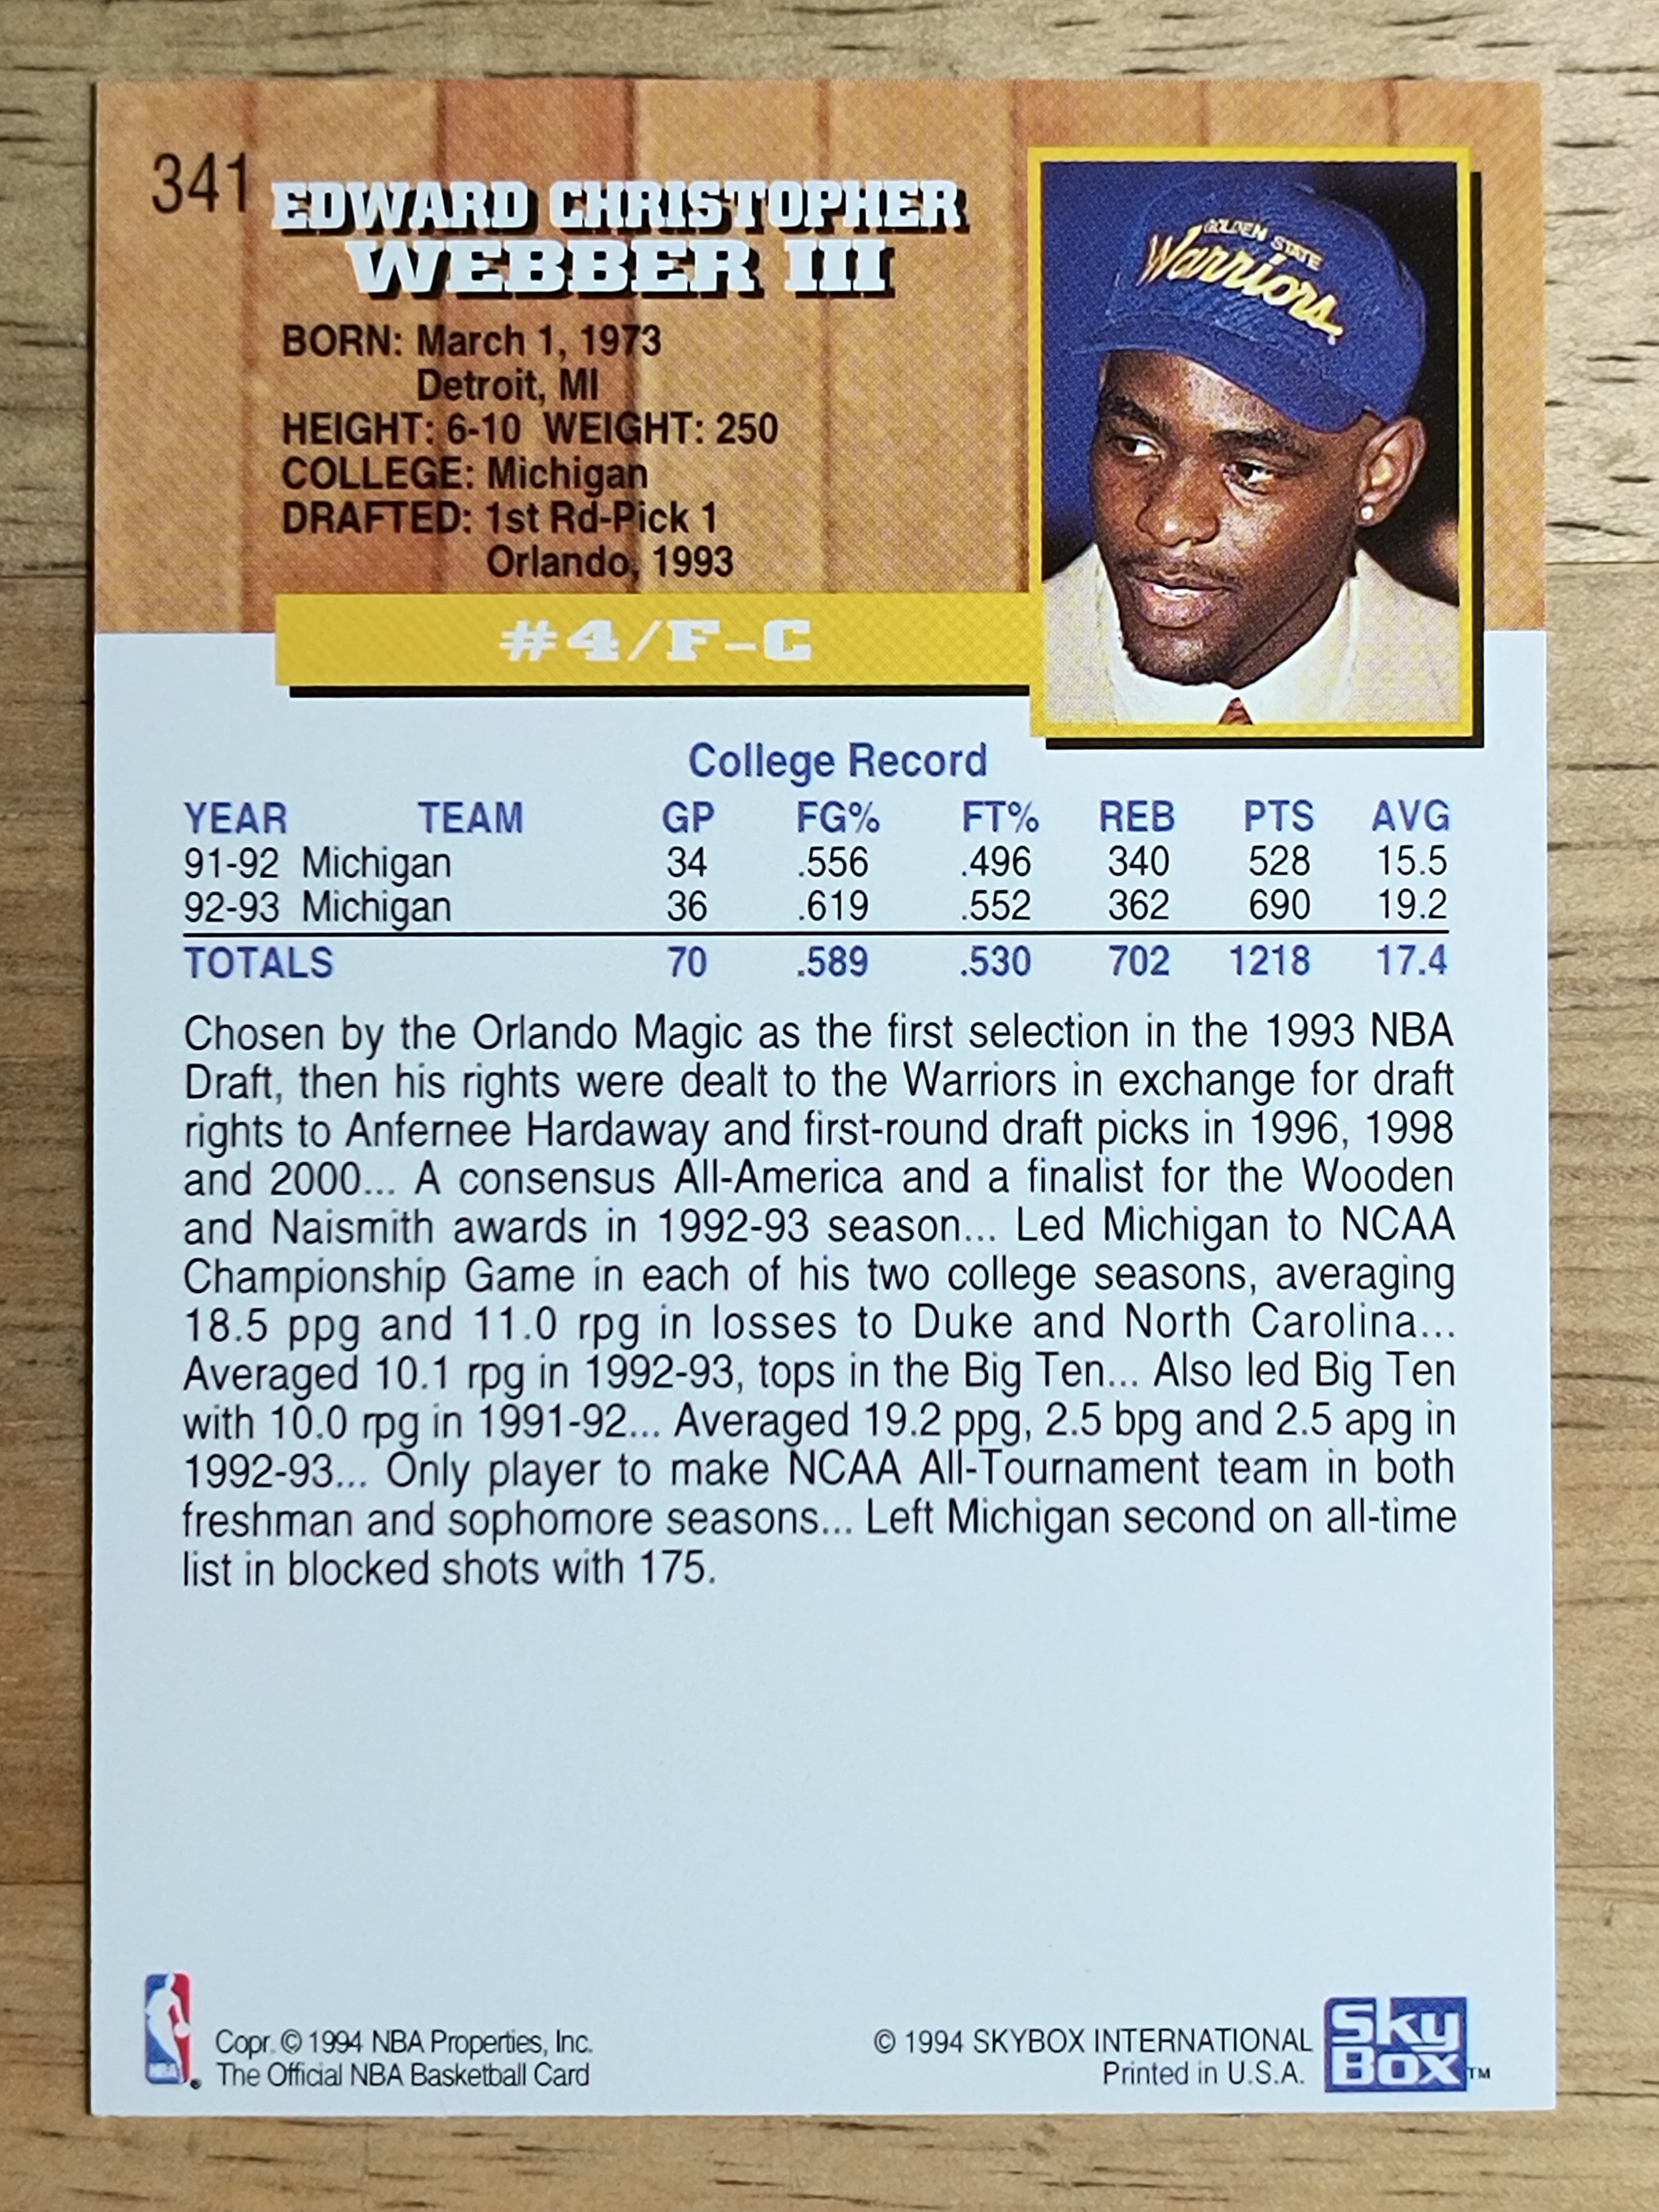 341
EDWARD CHRISTOPHER
WEBBER III
BORN: March 1, 1973
Detroit, MI
HEIGHT: 6-10 WEIGHT: 250
COLLEGE: Michigan
DRAFTED: 1st Rd-Pick 1
Orlando, 1993
#4/F-C
GOLDEN STATE
Warriors
College Record
YEAR TEAM GP FG% FT% REB PTS AVG
91-92 Michigan 34 .556 .496 340 528 15.5
92-93 Michigan 36 .619 .552 362 690 19.2
TOTALS 70 .589 .530 702 1218 17.4
Chosen by the Orlando Magic as the first selection in the 1993 NBA
Draft, then his rights were dealt to the Warriors in exchange for draft
rights to Anfernee Hardaway and first-round draft picks in 1996, 1998
and 2000... A consensus All-America and a finalist for the Wooden
and Naismith awards in 1992-93 season... Led Michigan to NCAA
Championship Game in each of his two college seasons, averaging
18.5 ppg and 11.0 rpg in losses to Duke and North Carolina...
Averaged 10.1 rpg in 1992-93, tops in the Big Ten... Also led Big Ten
with 10.0 rpg in 1991-92... Averaged 19.2 ppg, 2.5 bpg and 2.5 apg in
1992-93... Only player to make NCAA All-Tournament team in both
freshman and sophomore seasons... Left Michigan second on all-time
list in blocked shots with 175.
NBA ®
Copr. © 1994 NBA Properties, Inc.
The Official NBA Basketball Card
© 1994 SKYBOX INTERNATIONAL
Printed in U.S.A.
Sky
Box™